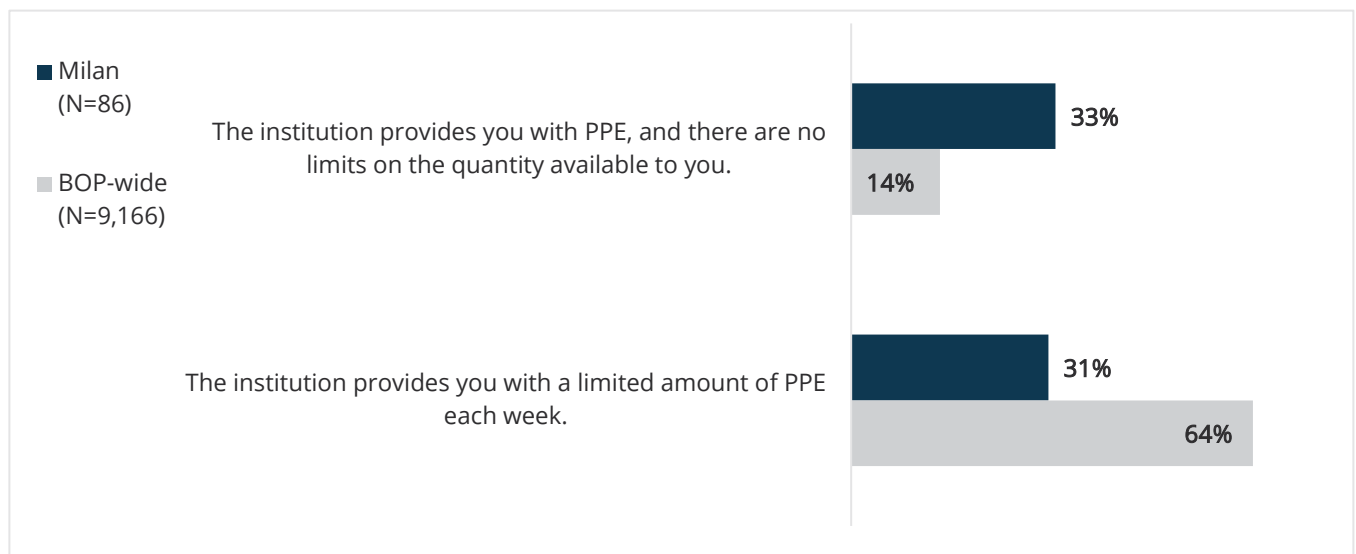 Milan
(N=86)
BOP-wide
(N=9,166)
The institution provides you with PPE, and there are no
limits on the quantity available to you.
33%
14%
The institution provides you with a limited amount of PPE
each week.
31%
64%